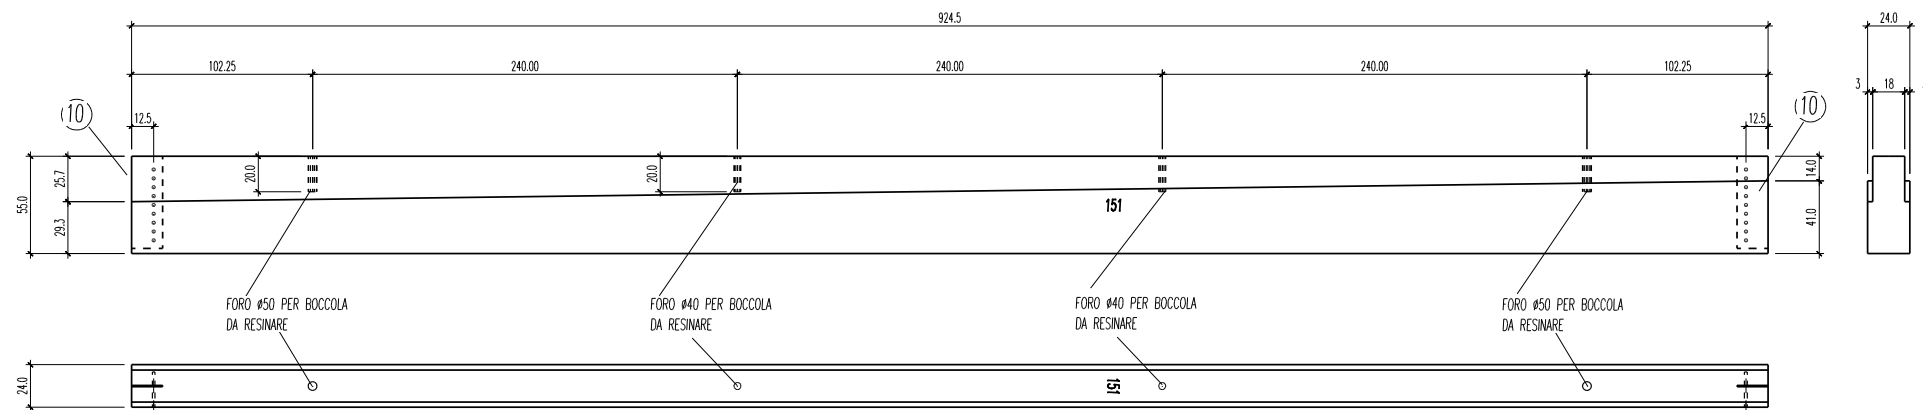 924.5
24.0
102.25
240.00
240.00
240.00
102.25
3
18
10
12.5
12.5
10
55.0
25.7
29.3
20.0
20.0
14.0
41.0
151
FORO ø50 PER BOCCOLA
DA RESINARE
FORO ø40 PER BOCCOLA
DA RESINARE
FORO ø40 PER BOCCOLA
DA RESINARE
FORO ø50 PER BOCCOLA
DA RESINARE
24.0
151